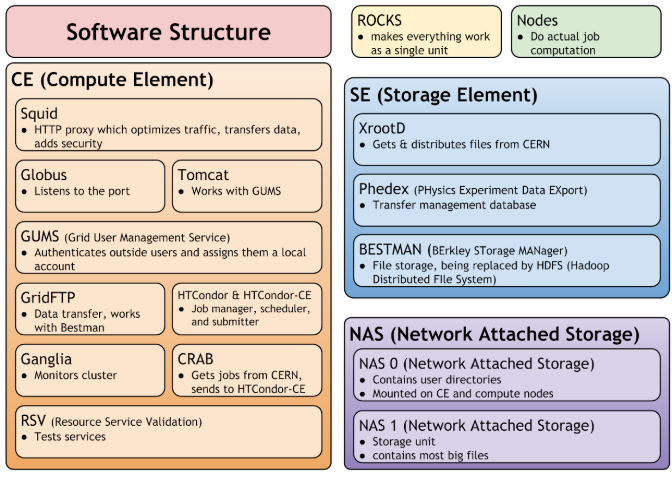 Software Structure
ROCKS
● makes everything work
as a single unit
Nodes
● Do actual job
computation
CE (Compute Element)
Squid
● HTTP proxy which optimizes traffic, transfers data,
adds security
Globus
● Listens to the port
Tomcat
● Works with GUMS
GUMS (Grid User Management Service)
● Authenticates outside users and assigns them a local
account
GridFTP
● Data transfer, works
with Bestman
HTCondor & HTCondor-CE
● Job manager, scheduler,
and submitter
Ganglia
● Monitors cluster
CRAB
● Gets jobs from CERN,
sends to HTCondor-CE
RSV (Resource Service Validation)
● Tests services
SE (Storage Element)
XrootD
● Gets & distributes files from CERN
Phedex (PHysics Experiment Data EXport)
● Transfer management database
BESTMAN (BErkley STorage MANager)
● File storage, being replaced by HDFS (Hadoop
Distributed File System)
NAS (Network Attached Storage)
NAS 0 (Network Attached Storage)
● Contains user directories
● Mounted on CE and compute nodes
NAS 1 (Network Attached Storage)
● Storage unit
● contains most big files